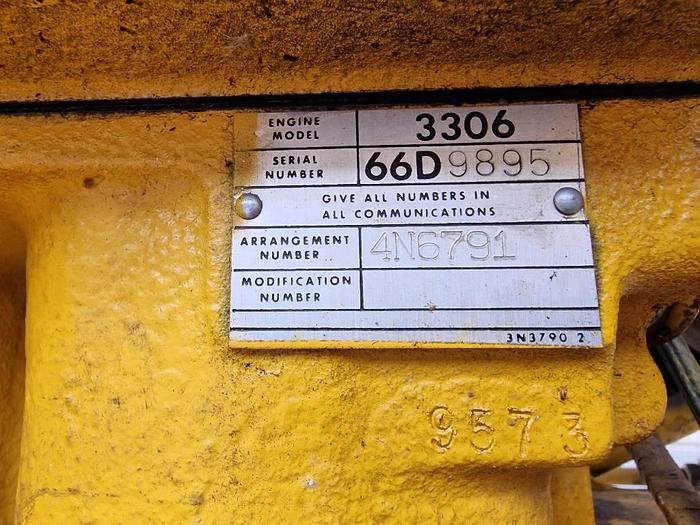 ENGINE MODEL 3306
SERIAL NUMBER 66D9895
GIVE ALL NUMBERS IN
ALL COMMUNICATIONS
ARRANGEMENT NUMBER 4N6791
MODIFICATION NUMBER
3N3790 2
9573